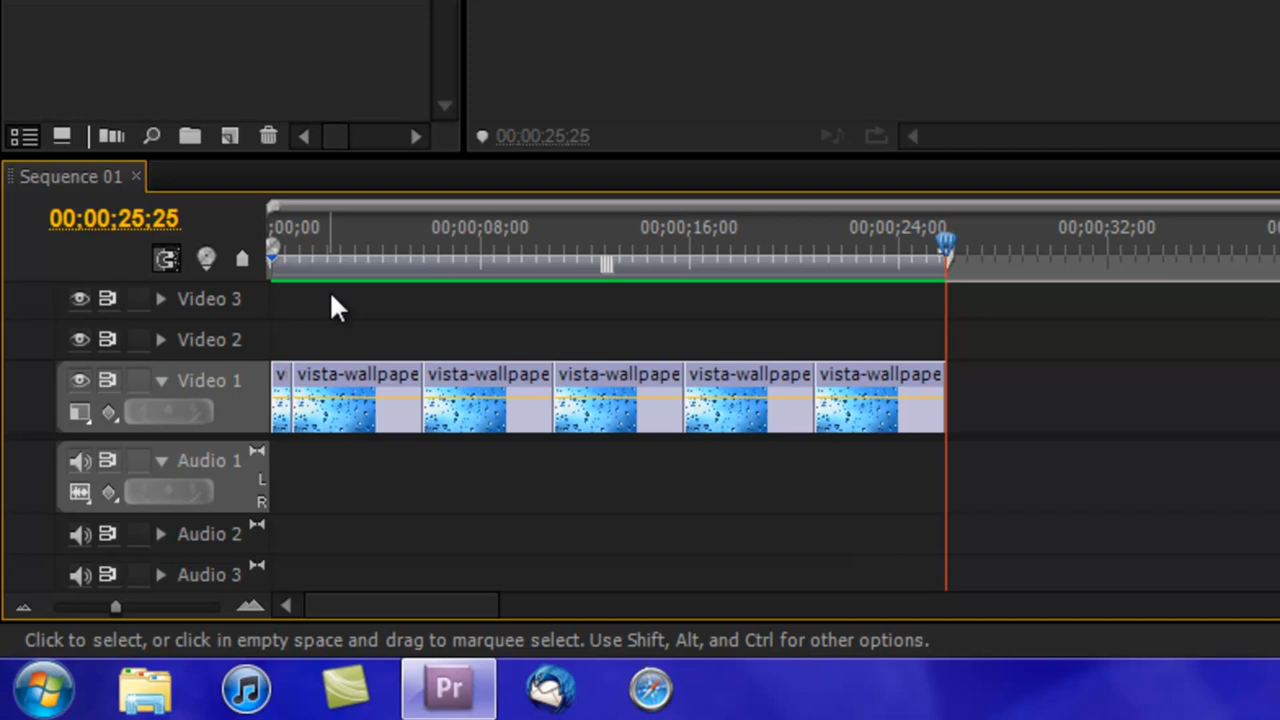 00;00;25;25
Sequence 01 ×
00;00;25;25
;00;00 00;00;08;00 00;00;16;00 00;00;24;00 00;00;32;00
Video 3
Video 2
Video 1
v vista-wallpape vista-wallpape vista-wallpape vista-wallpape vista-wallpape
Audio 1
L
R
Audio 2
Audio 3
Click to select, or click in empty space and drag to marquee select. Use Shift, Alt, and Ctrl for other options.
Pr